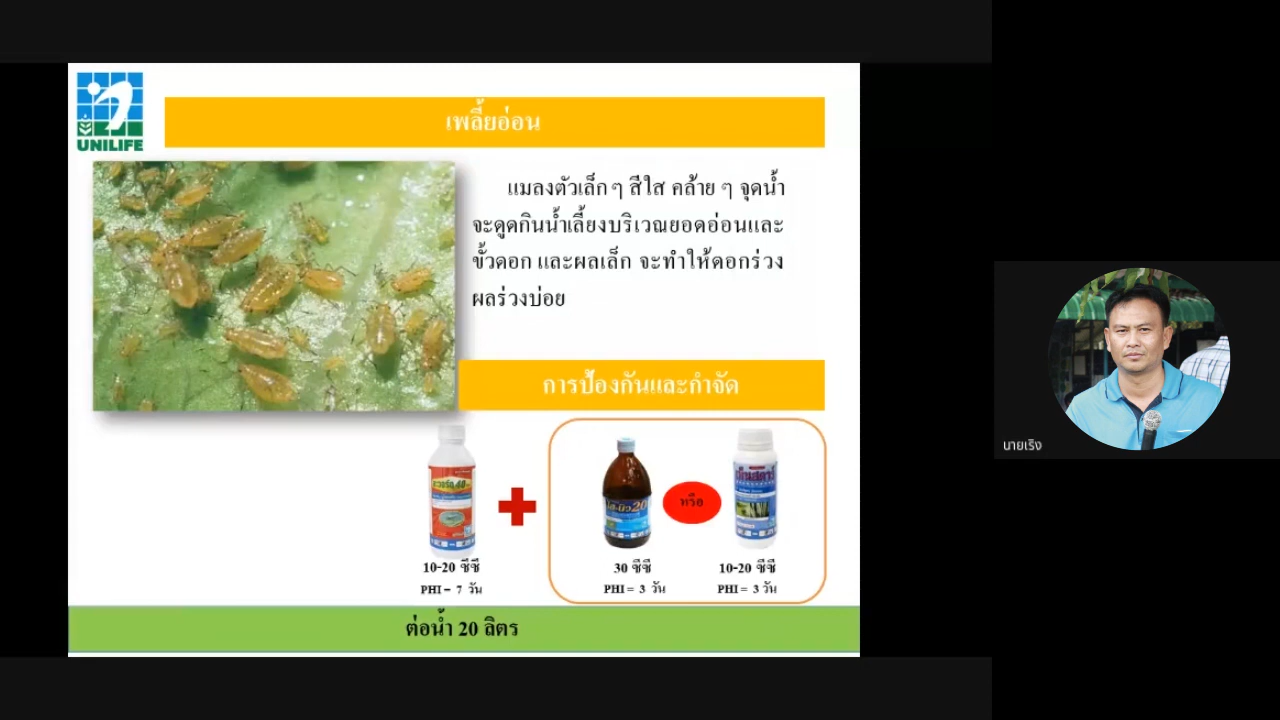 UNILIFE
เพลี้ยอ่อน
แมลงตัวเล็ก ๆ สีใส คล้าย ๆ จุดน้ำ
จะดูดกินน้ำเลี้ยงบริเวณยอดอ่อนและ
ขั้วดอก และผลเล็ก จะทำให้ดอกร่วง
ผลร่วงบ่อย
การป้องกันและกำจัด
หรือ
10-20 ซีซี
30 ซีซี
10-20 ซีซี
PHI = 7 วัน
PHI = 3 วัน
PHI = 3 วัน
ต่อน้ำ 20 ลิตร
นายเริง